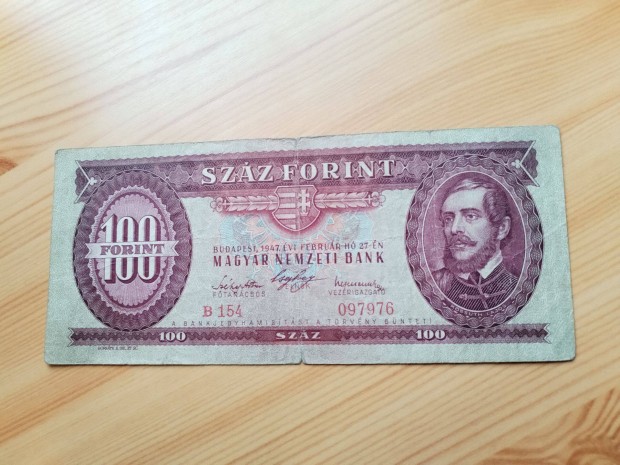 SZÁZ FORINT
100
FORINT
BUDAPEST, 1947. ÉVI FEBRUÁR HÓ 27-ÉN
MAGYAR NEMZETI BANK
FŐTANÁCSOS
VEZÉRIGAZGATÓ
B 154
097976
A BANKJEGYHAMISÍTÁST A TÖRVÉNY BÜNTETI
100 SZÁZ 100